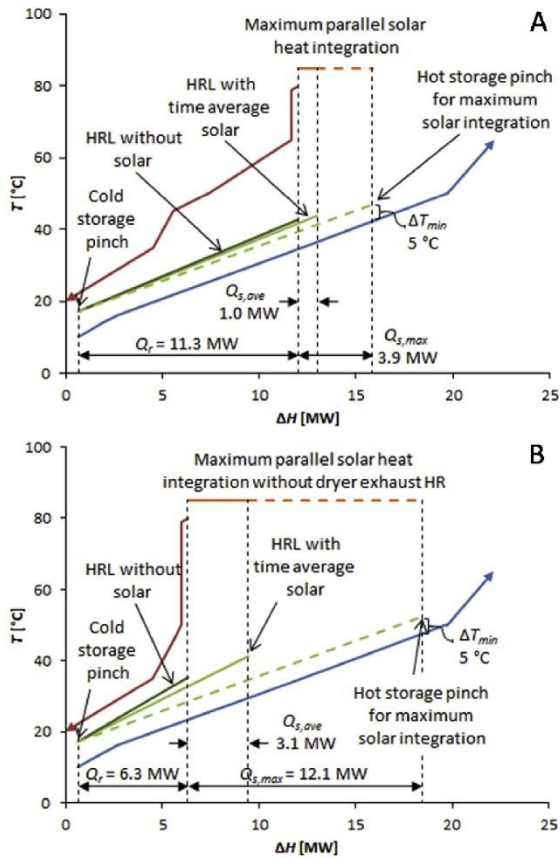 A
Maximum parallel solar
heat integration
100
80
60
40
20
0
T [°C]
HRL with
time average
solar
HRL without
solar
Cold
storage
pinch
Hot storage pinch
for maximum
solar integration
ΔTmin
5 °C
Qs,ave
1.0 MW
Qr = 11.3 MW
Qs,max
3.9 MW
0 5 10 15 20 25
ΔH [MW]
B
Maximum parallel solar heat
integration without dryer exhaust HR
100
80
60
40
20
0
T [°C]
HRL without
solar
HRL with
time average
solar
Cold
storage
pinch
ΔTmin
5 °C
Hot storage pinch
for maximum
solar integration
Qs,ave
3.1 MW
Qr = 6.3 MW
Qs,max = 12.1 MW
0 5 10 15 20 25
ΔH [MW]